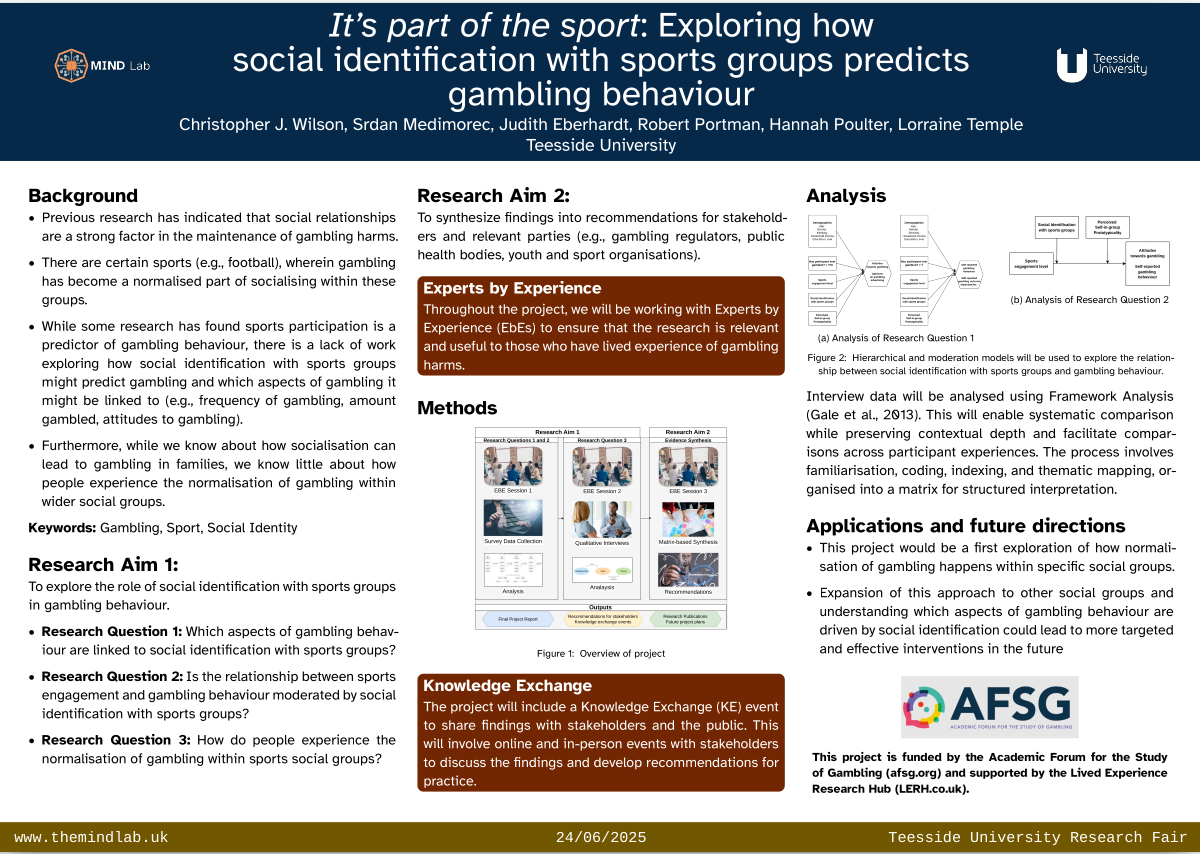 It's part of the sport: Exploring how
social identification with sports groups predicts
gambling behaviour
MIND Lab
Teesside
University
Christopher J. Wilson, Srdan Medimorec, Judith Eberhardt, Robert Portman, Hannah Poulter, Lorraine Temple
Teesside University
Background
• Previous research has indicated that social relationships
are a strong factor in the maintenance of gambling harms.
• There are certain sports (e.g., football), wherein gambling
has become a normalised part of socialising within these
groups.
• While some research has found sports participation is a
predictor of gambling behaviour, there is a lack of work
exploring how social identification with sports groups
might predict gambling and which aspects of gambling it
might be linked to (e.g., frequency of gambling, amount
gambled, attitudes to gambling).
• Furthermore, while we know about how socialisation can
lead to gambling in families, we know little about how
people experience the normalisation of gambling within
wider social groups.
Keywords: Gambling, Sport, Social Identity
Research Aim 1:
To explore the role of social identification with sports groups
in gambling behaviour.
• Research Question 1: Which aspects of gambling behav-
iour are linked to social identification with sports groups?
• Research Question 2: Is the relationship between sports
engagement and gambling behaviour moderated by social
identification with sports groups?
• Research Question 3: How do people experience the
normalisation of gambling within sports social groups?
Research Aim 2:
To synthesize findings into recommendations for stakehold-
ers and relevant parties (e.g., gambling regulators, public
health bodies, youth and sport organisations).
Experts by Experience
Throughout the project, we will be working with Experts by
Experience (EbEs) to ensure that the research is relevant
and useful to those who have lived experience of gambling
harms.
Methods
Research Aim 1
Research Aim 2
Research Questions 1 and 2
Research Question 3
Evidence Synthesis
EBE Session 1
EBE Session 2
EBE Session 3
Survey Data Collection
Qualitative Interviews
Matrix-based Synthesis
Analysis
Analaysis
Recommendations
Outputs
Final Project Report
Recommendations for stakeholders
Knowledge exchange events
Research Publications
Future project plans
Figure 1: Overview of project
Knowledge Exchange
The project will include a Knowledge Exchange (KE) event
to share findings with stakeholders and the public. This
will involve online and in-person events with stakeholders
to discuss the findings and develop recommendations for
practice.
Analysis
Social Identification
with sports groups
Perceived
Self-in-group
Prototypicality
Sports
engagement level
Attitudes
towards gambling
Self-reported
gambling
behaviour
(a) Analysis of Research Question 1
(b) Analysis of Research Question 2
Figure 2: Hierarchical and moderation models will be used to explore the relation-
ship between social identification with sports groups and gambling behaviour.
Interview data will be analysed using Framework Analysis
(Gale et al., 2013). This will enable systematic comparison
while preserving contextual depth and facilitate compar-
isons across participant experiences. The process involves
familiarisation, coding, indexing, and thematic mapping, or-
ganised into a matrix for structured interpretation.
Applications and future directions
• This project would be a first exploration of how normali-
sation of gambling happens within specific social groups.
• Expansion of this approach to other social groups and
understanding which aspects of gambling behaviour are
driven by social identification could lead to more targeted
and effective interventions in the future
AFSG
ACADEMIC FORUM FOR THE STUDY OF GAMBLING
This project is funded by the Academic Forum for the Study
of Gambling (afsg.org) and supported by the Lived Experience
Research Hub (LERH.co.uk).
www.themindlab.uk
24/06/2025
Teesside University Research Fair